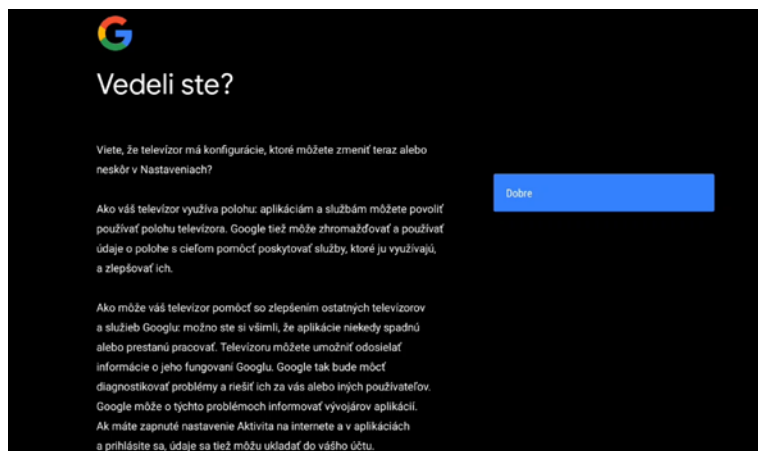 Vedeli ste?
Viete, že televízor má konfigurácie, ktoré môžete zmeniť teraz alebo
neskôr v Nastaveniach?
Dobre
Ako váš televízor využíva polohu: aplikáciám a službám môžete povoliť
používať polohu televízora. Google tiež môže zhromažďovať a používať
údaje o polohe s cieľom pomôcť poskytovať služby, ktoré ju využívajú,
a zlepšovať ich.
Ako môže váš televízor pomôcť so zlepšením ostatných televízorov
a služieb Googlu: možno ste si všimli, že aplikácie niekedy spadnú
alebo prestanú pracovať. Televízoru môžete umožniť odosielať
informácie o jeho fungovaní Googlu. Google tak bude môcť
diagnostikovať problémy a riešiť ich za vás alebo iných používateľov.
Google môže o týchto problémoch informovať vývojárov aplikácií.
Ak máte zapnuté nastavenie Aktivita na internete a v aplikáciách
a prihlásite sa, údaje sa tiež môžu ukladať do vášho účtu.